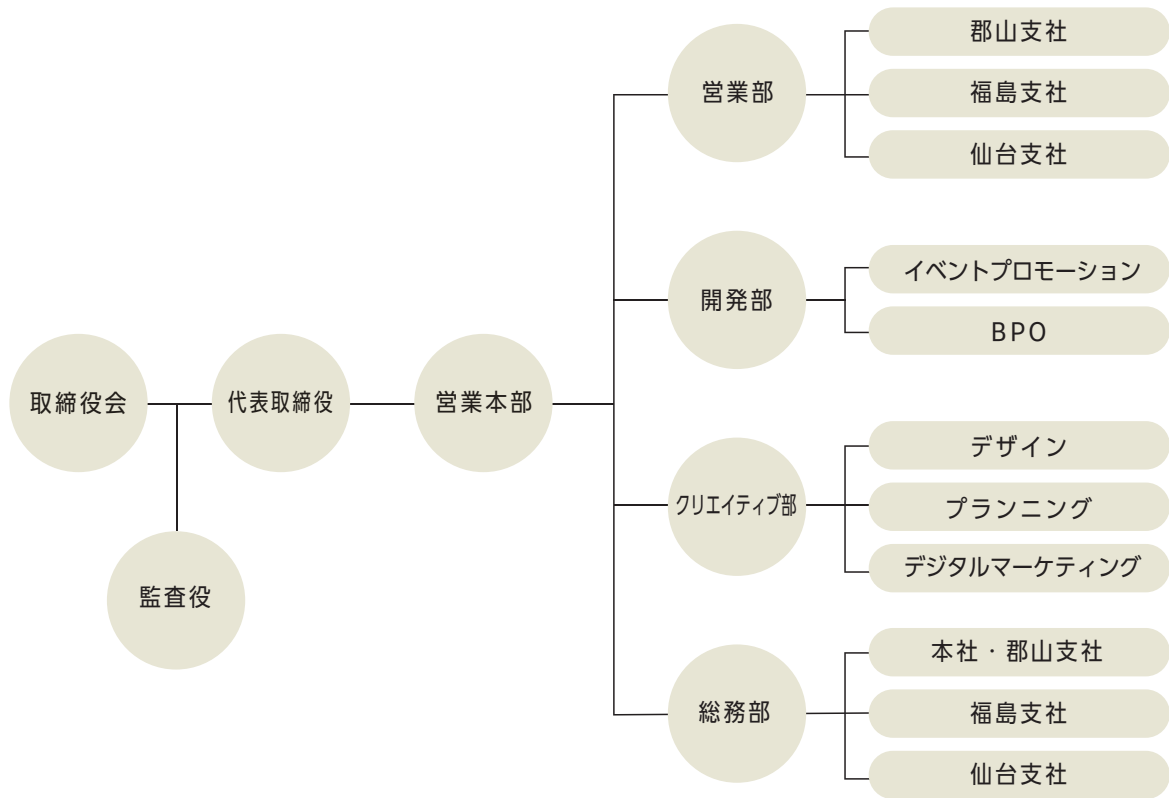 取締役会
監査役
代表取締役
営業本部
営業部
郡山支社
福島支社
仙台支社
開発部
イベントプロモーション
BPO
クリエイティブ部
デザイン
プランニング
デジタルマーケティング
総務部
本社・郡山支社
福島支社
仙台支社